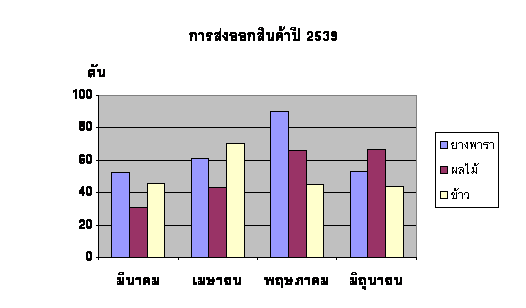 การส่งออกสินค้าปี 2539
ตัน
100
80
60
40
20
0
มีนาคม เมษายน พฤษภาคม มิถุนายน
ยางพารา
ผลไม้
ข้าว